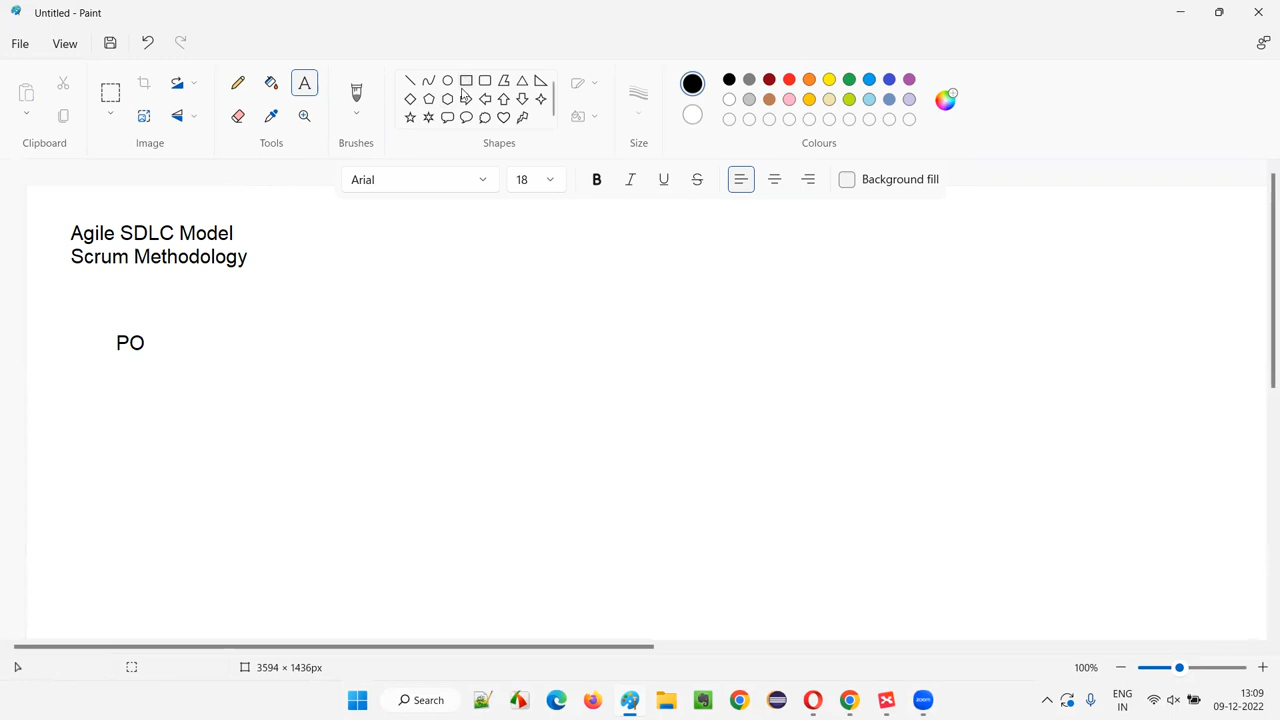 Untitled - Paint
File View
Arial 18 B I U S Background fill
Clipboard Image Tools Brushes Shapes Size Colours
Agile SDLC Model
Scrum Methodology
PO
3594 × 1436px 100%
Search
zoom
ENG
IN
13:09
09-12-2022